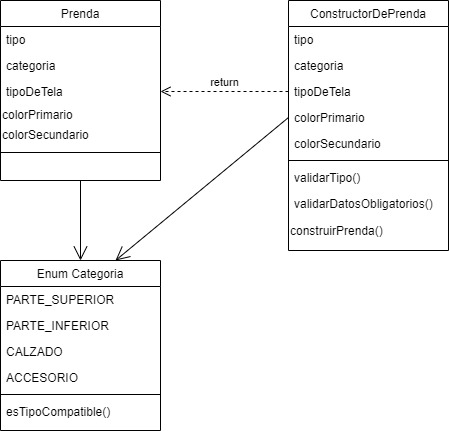 Prenda
tipo
categoria
tipoDeTela
colorPrimario
colorSecundario
return
ConstructorDePrenda
tipo
categoria
tipoDeTela
colorPrimario
colorSecundario
validarTipo()
validarDatosObligatorios()
construirPrenda()
Enum Categoria
PARTE_SUPERIOR
PARTE_INFERIOR
CALZADO
ACCESORIO
esTipoCompatible()